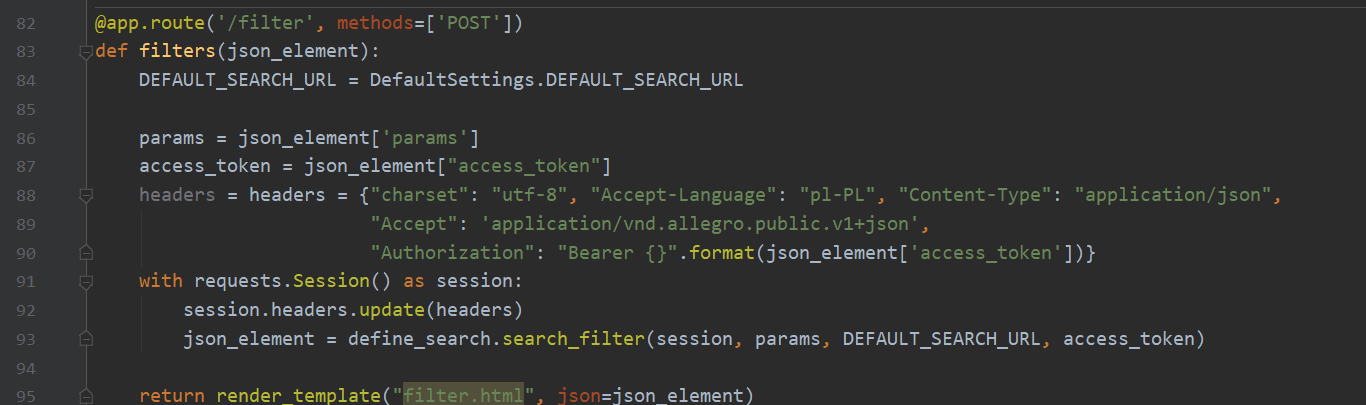 82 @app.route('/filter', methods=['POST'])
83 def filters(json_element):
84 DEFAULT_SEARCH_URL = DefaultSettings.DEFAULT_SEARCH_URL
85
86 params = json_element['params']
87 access_token = json_element["access_token"]
88 headers = headers = {"charset": "utf-8", "Accept-Language": "pl-PL", "Content-Type": "application/json",
89 "Accept": 'application/vnd.allegro.public.v1+json',
90 "Authorization": "Bearer {}".format(json_element['access_token'])}
91 with requests.Session() as session:
92 session.headers.update(headers)
93 json_element = define_search.search_filter(session, params, DEFAULT_SEARCH_URL, access_token)
94
95 return render_template("filter.html", json=json_element)